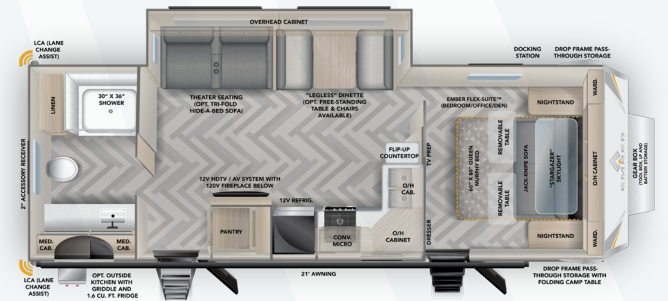 OVERHEAD CABINET
LCA (LANE
CHANGE
ASSIST)
DOCKING
STATION
DROP FRAME PASS-
THROUGH STORAGE
LINEN
30" X 36"
SHOWER
THEATER SEATING
(OPT. TRI-FOLD
HIDE-A-BED SOFA)
"LEGLESS" DINETTE
(OPT. FREE-STANDING
TABLE & CHAIRS
AVAILABLE)
EMBER FLEX-SUITE™
(BEDROOM/OFFICE/DEN)
NIGHTSTAND
WARD.
2" ACCESSORY RECEIVER
FLIP-UP
COUNTERTOP
TV PREP
60" X 80" QUEEN
MURPHY BED
REMOVABLE
TABLE
REMOVABLE
TABLE
JACK-KNIFE SOFA
"STARGAZER"
SKYLIGHT
O/H CABINET
EMBER
GEAR BOX
(TOOL BOX, LP AND
BATTERY STORAGE)
12V HDTV / AV SYSTEM WITH
120V FIREPLACE BELOW
O/H
CAB.
12V REFRIG.
PANTRY
CONV.
MICRO
O/H
CABINET
DRESSER
NIGHTSTAND
WARD.
MED.
CAB.
MED.
CAB.
LCA (LANE
CHANGE
ASSIST)
OPT. OUTSIDE
KITCHEN WITH
GRIDDLE AND
1.6 CU. FT. FRIDGE
21' AWNING
DROP FRAME PASS-
THROUGH STORAGE WITH
FOLDING CAMP TABLE